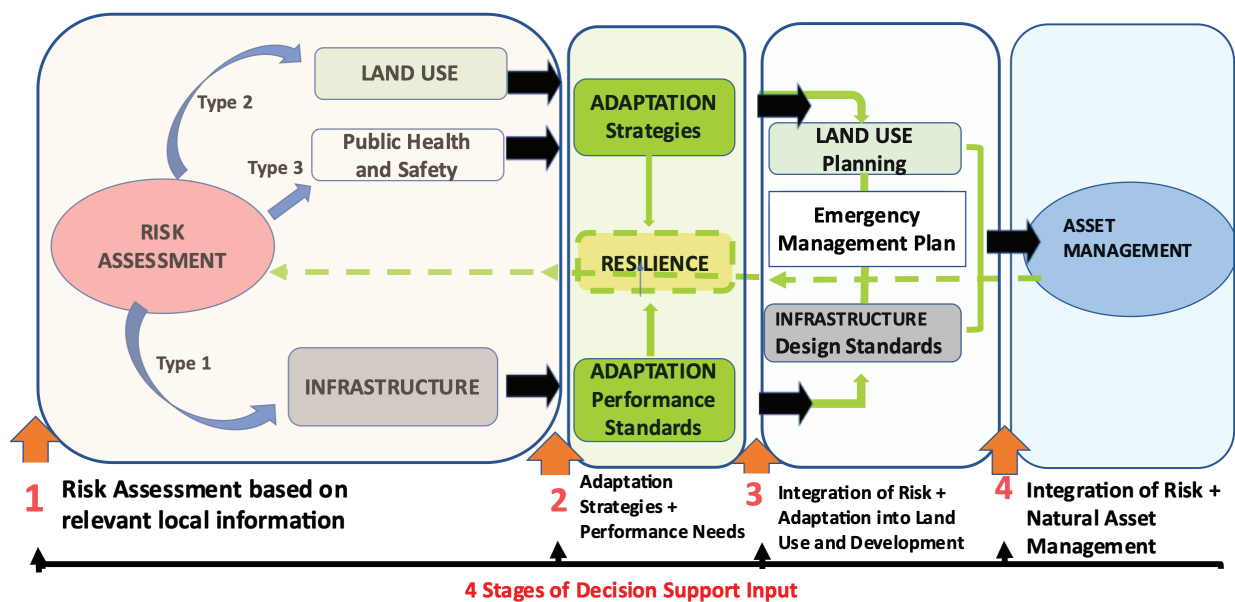 LAND USE
Type 2
Public Health
and Safety
Type 3
RISK
ASSESSMENT
Type 1
INFRASTRUCTURE
ADAPTATION
Strategies
RESILIENCE
ADAPTATION
Performance
Standards
LAND USE
Planning
Emergency
Management Plan
INFRASTRUCTURE
Design Standards
ASSET
MANAGEMENT
1
Risk Assessment based on
relevant local information
2
Adaptation
Strategies +
Performance Needs
3
Integration of Risk +
Adaptation into Land
Use and Development
4
Integration of Risk +
Natural Asset
Management
4 Stages of Decision Support Input